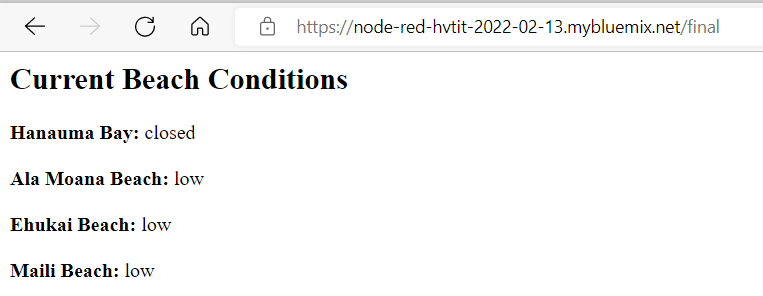 https://node-red-hvtit-2022-02-13.mybluemix.net/final
Current Beach Conditions
Hanauma Bay: closed
Ala Moana Beach: low
Ehukai Beach: low
Maili Beach: low